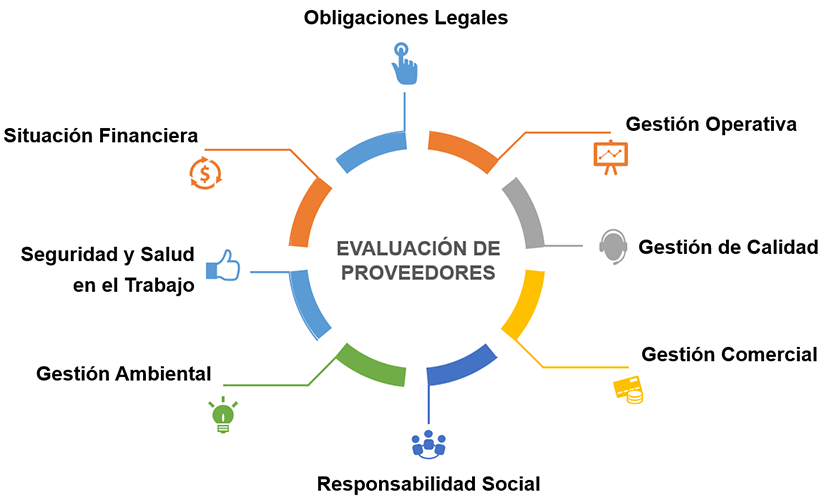 Obligaciones Legales
Gestión Operativa
Situación Financiera
$
EVALUACIÓN DE
PROVEEDORES
Gestión de Calidad
Seguridad y Salud
en el Trabajo
Gestión Comercial
Gestión Ambiental
Responsabilidad Social